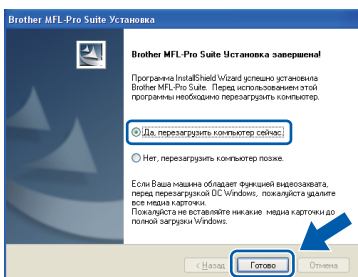 Brother MFL-Pro Suite Установка
Brother MFL-Pro Suite Установка завершена!
Программа InstallShield Wizard успешно установила
Brother MFL-Pro Suite. Перед использованием этой
программы необходимо перезагрузить компьютер.
Да, перезагрузить компьютер сейчас.
Нет, перезагрузить компьютер позже.
Если Ваша машина обладает функцией видеозахвата,
перед перезагрузкой ОС Windows, пожалуйста удалите
все медиа карточки.
Пожалуйста не вставляйте никакие медиа карточки до
полной загрузки Windows.
< Назад
Готово
Отмена